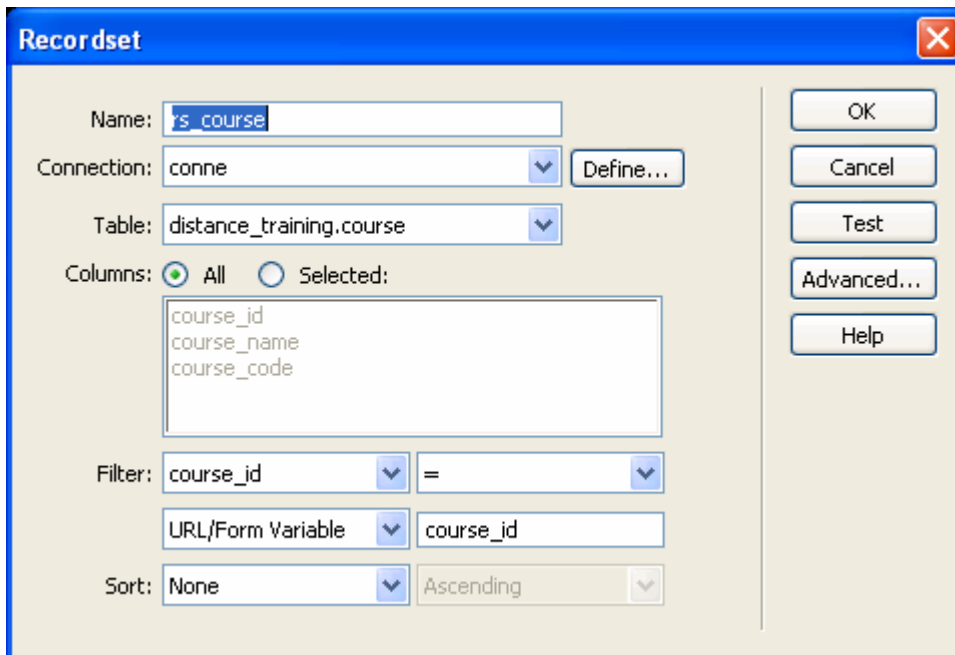 Recordset
Name: rs_course
OK
Connection: conne Define...
Cancel
Table: distance_training.course
Test
Columns: All Selected:
Advanced...
course_id
course_name
course_code
Help
Filter: course_id =
URL/Form Variable course_id
Sort: None Ascending